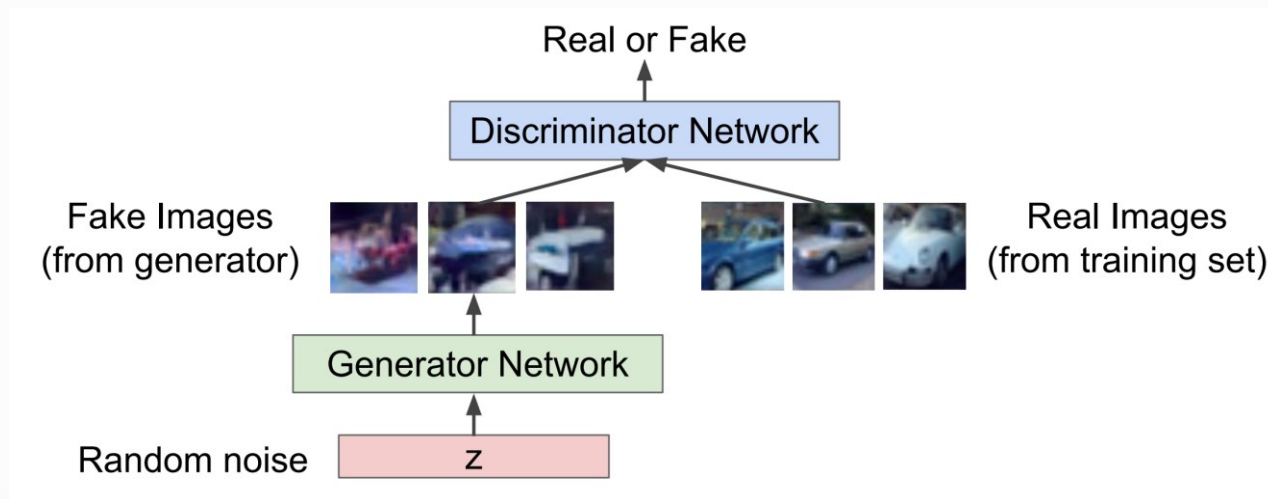 Real or Fake
Discriminator Network
Fake Images
(from generator)
Real Images
(from training set)
Generator Network
Random noise
z